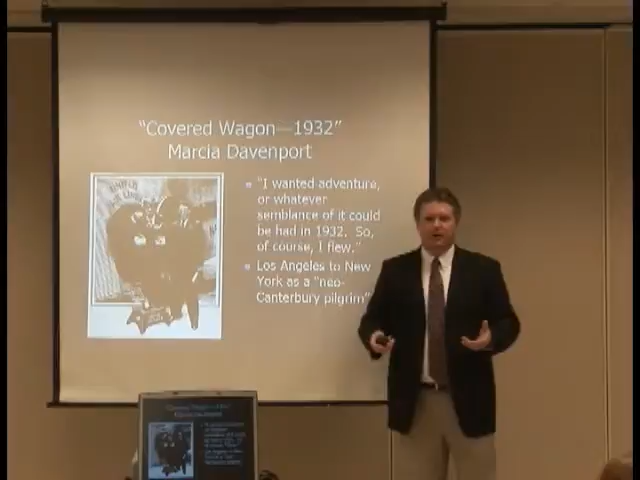 "Covered Wagon—1932"
Marcia Davenport
"I wanted adventure,
or whatever
semblance of it could
be had in 1932. So,
of course, I flew."
Los Angeles to New
York as a "neo-
Canterbury pilgrim"